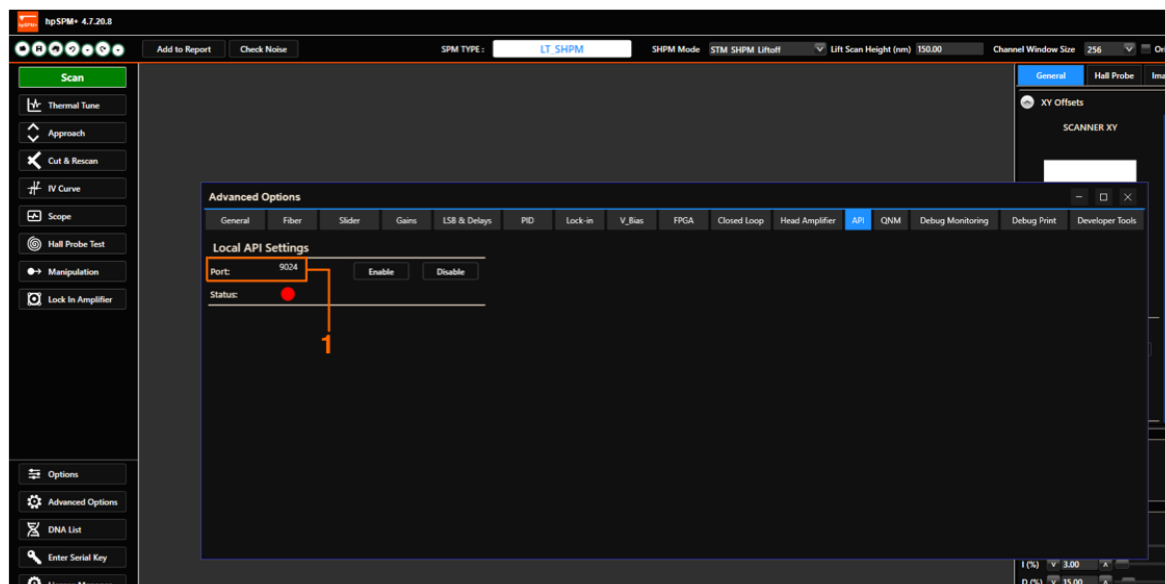 hpSPM+ 4.7.20.8
Add to Report Check Noise SPM TYPE : LT_SHPM SHPM Mode STM SHPM Liftoff Lift Scan Height (nm) 150.00 Channel Window Size 256
Scan
Thermal Tune
Approach
Cut & Rescan
IV Curve
Scope
Hall Probe Test
Manipulation
Lock In Amplifier
Options
Advanced Options
DNA List
Enter Serial Key
General Hall Probe
XY Offsets
SCANNER XY
Advanced Options
General Fiber Slider Gains LSB & Delays PID Lock-in V_Bias FPGA Closed Loop Head Amplifier API QNM Debug Monitoring Debug Print Developer Tools
Local API Settings
Port: 9024 Enable Disable
Status:
1
I (%) 3.00
D (%) 15.00